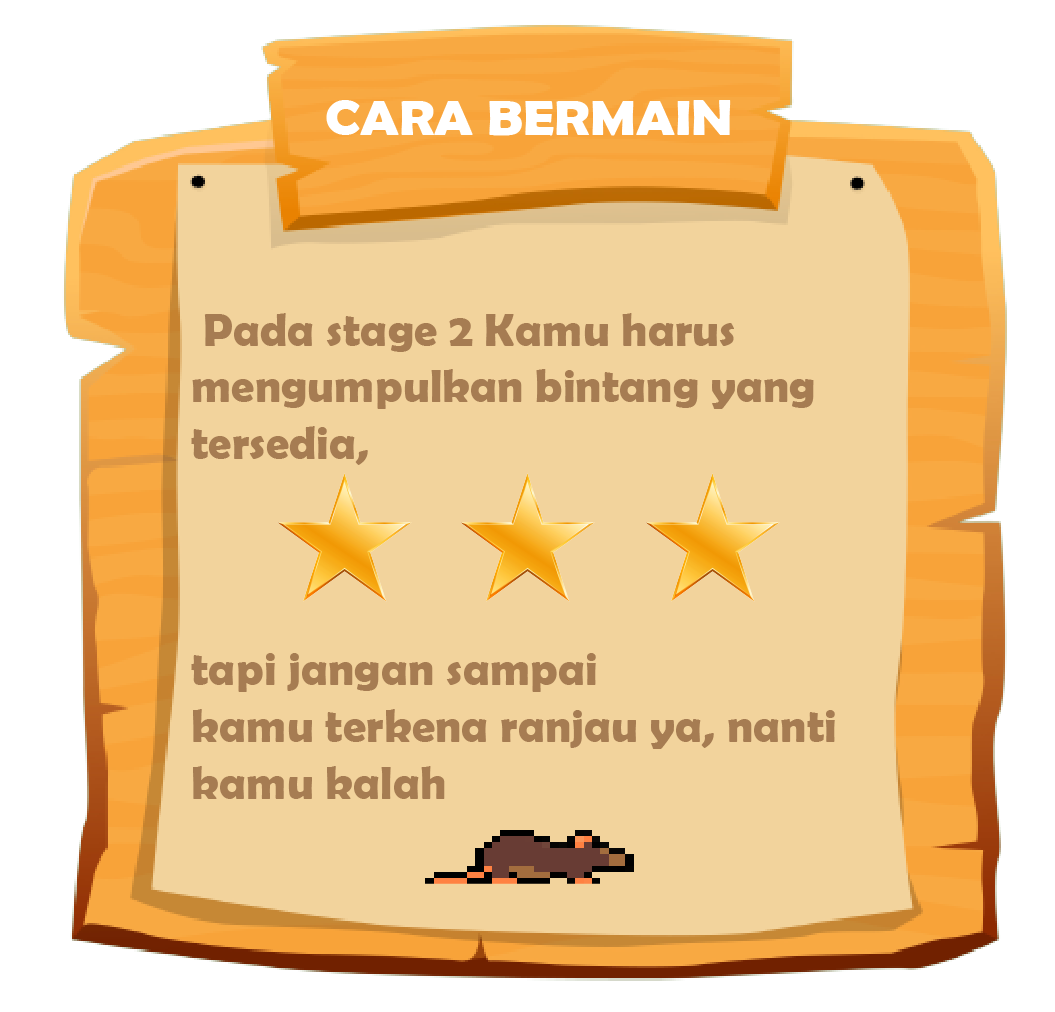 CARA BERMAIN
Pada stage 2 Kamu harus
mengumpulkan bintang yang
tersedia,
tapi jangan sampai
kamu terkena ranjau ya, nanti
kamu kalah